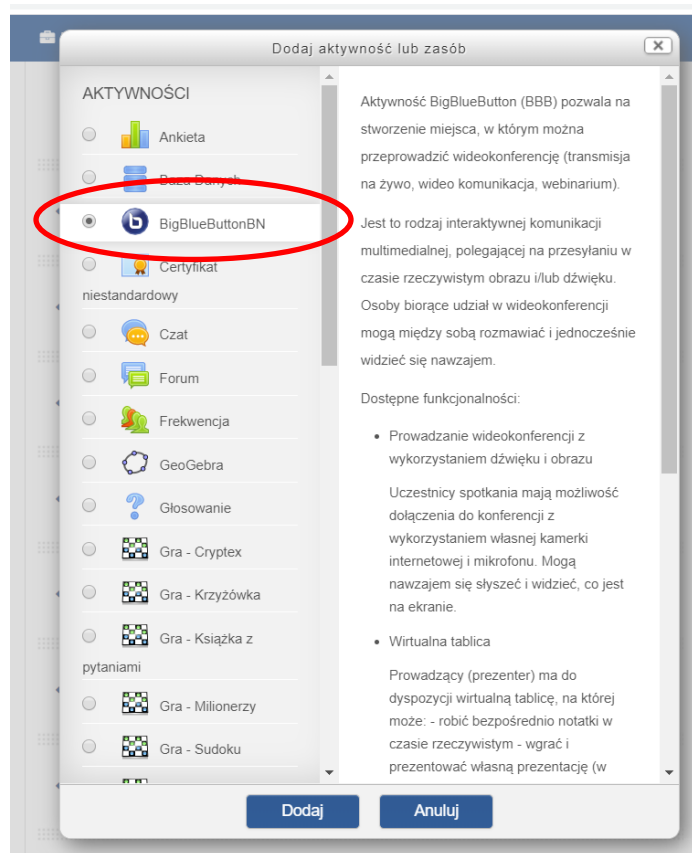 Dodaj aktywność lub zasób
AKTYWNOŚCI
Ankieta
Baza Danych
BigBlueButtonBN
Certyfikat
niestandardowy
Czat
Forum
Frekwencja
GeoGebra
Głosowanie
Gra - Cryptex
Gra - Krzyżówka
Gra - Książka z
pytaniami
Gra - Milionerzy
Gra - Sudoku
Aktywność BigBlueButton (BBB) pozwala na
stworzenie miejsca, w którym można
przeprowadzić wideokonferencję (transmisja
na żywo, wideo komunikacja, webinarium).
Jest to rodzaj interaktywnej komunikacji
multimedialnej, polegającej na przesyłaniu w
czasie rzeczywistym obrazu i/lub dźwięku.
Osoby biorące udział w wideokonferencji
mogą między sobą rozmawiać i jednocześnie
widzieć się nawzajem.
Dostępne funkcjonalności:
• Prowadzanie wideokonferencji z
wykorzystaniem dźwięku i obrazu
Uczestnicy spotkania mają możliwość
dołączenia do konferencji z
wykorzystaniem własnej kamerki
internetowej i mikrofonu. Mogą
nawzajem się słyszeć i widzieć, co jest
na ekranie.
• Wirtualna tablica
Prowadzący (prezenter) ma do
dyspozycji wirtualną tablicę, na której
może: - robić bezpośrednio notatki w
czasie rzeczywistym - wgrać i
prezentować własną prezentację (w
Dodaj
Anuluj